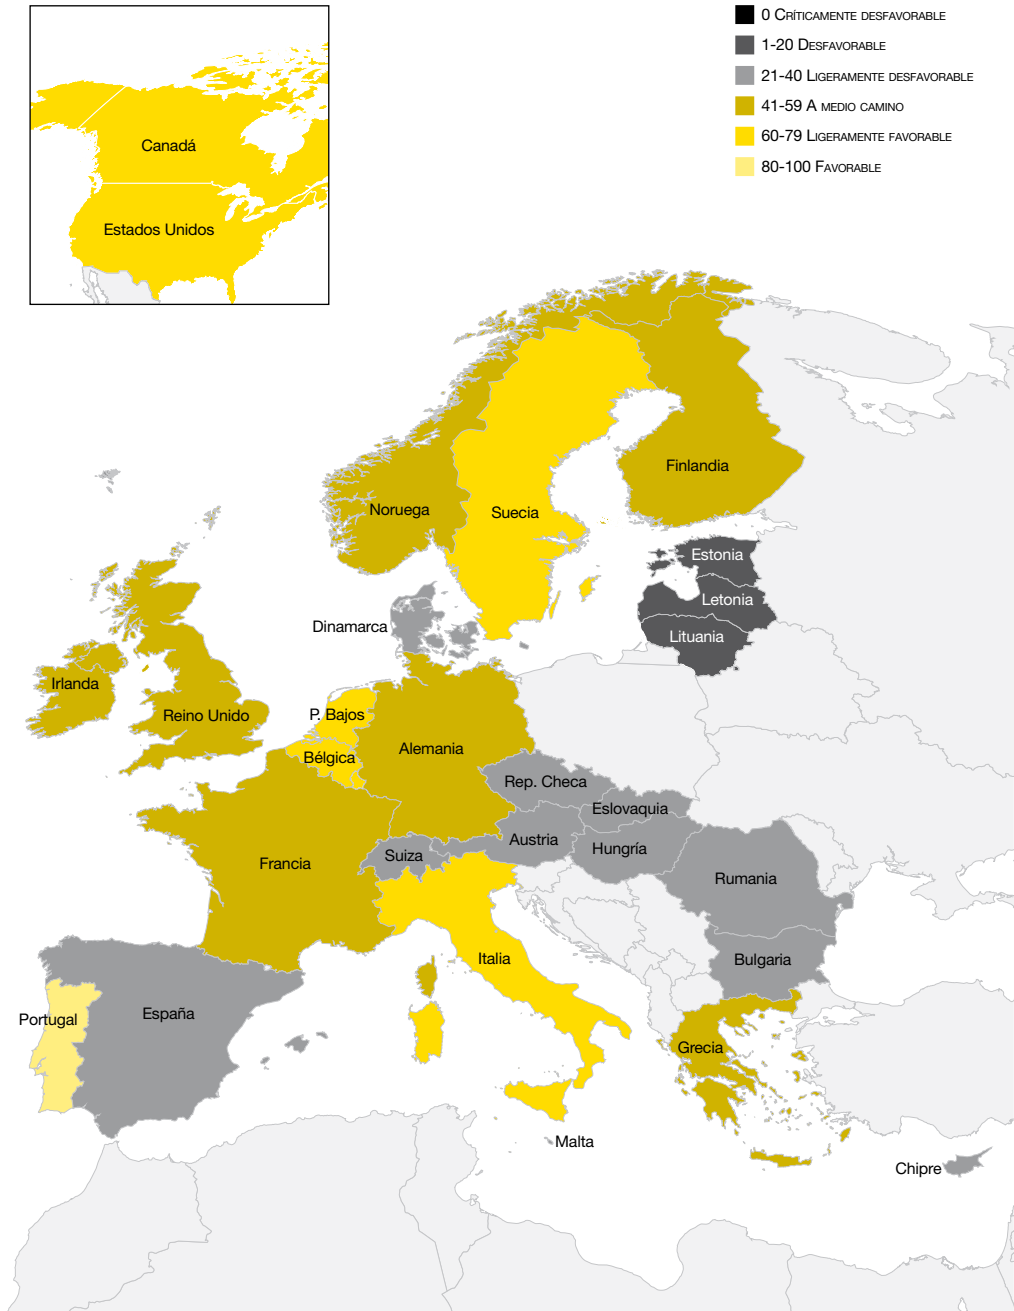 0 Críticamente desfavorable
1-20 Desfavorable
21-40 Ligeramente desfavorable
41-59 A medio camino
60-79 Ligeramente favorable
80-100 Favorable
Canadá
Estados Unidos
Finlandia
Noruega
Suecia
Estonia
Letonia
Dinamarca
Lituania
Irlanda
P. Bajos
Reino Unido
Alemania
Bélgica
Rep. Checa
Eslovaquia
Austria
Hungría
Suiza
Francia
Rumania
Italia
Bulgaria
España
Portugal
Grecia
Malta
Chipre